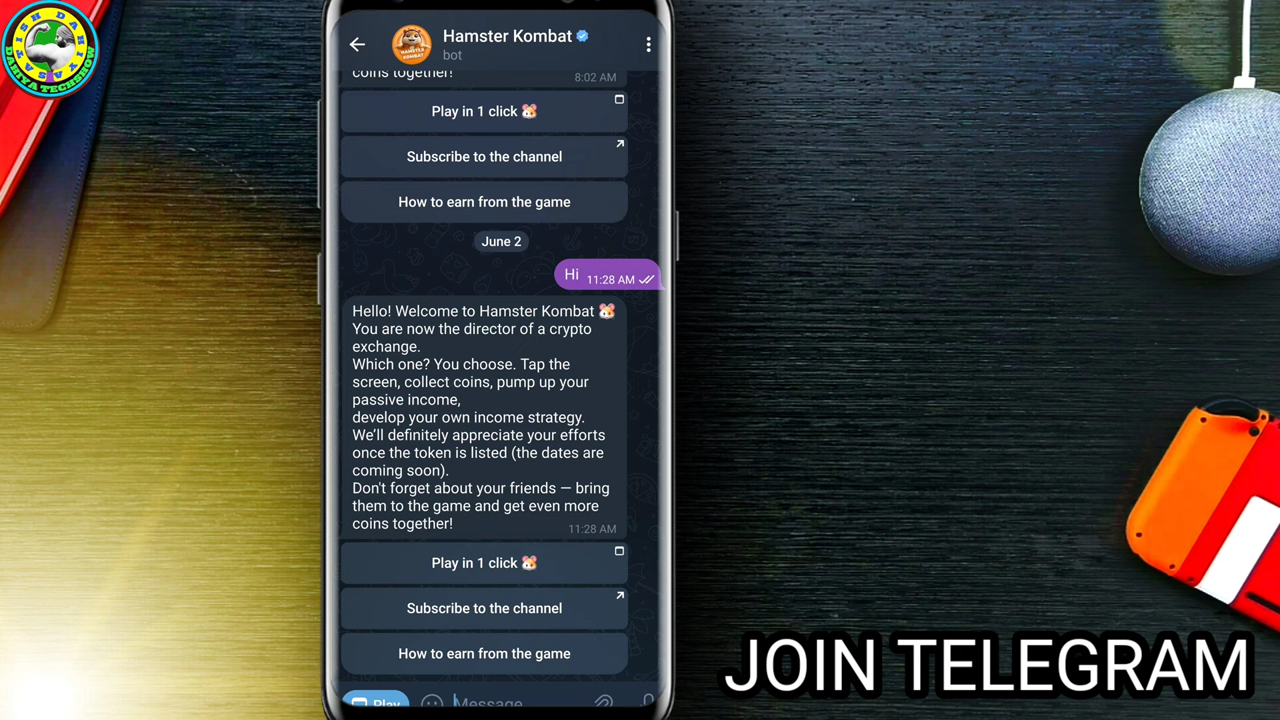 SATISH DAHIYA
DAHIYA TECHSHOW
Hamster Kombat
bot
coins together!
8:02 AM
Play in 1 click 🐹
Subscribe to the channel
How to earn from the game
June 2
Hi 11:28 AM
Hello! Welcome to Hamster Kombat 🐹
You are now the director of a crypto
exchange.
Which one? You choose. Tap the
screen, collect coins, pump up your
passive income,
develop your own income strategy.
We'll definitely appreciate your efforts
once the token is listed (the dates are
coming soon).
Don't forget about your friends — bring
them to the game and get even more
coins together!
11:28 AM
Play in 1 click 🐹
Subscribe to the channel
How to earn from the game
Play
Message
JOIN TELEGRAM